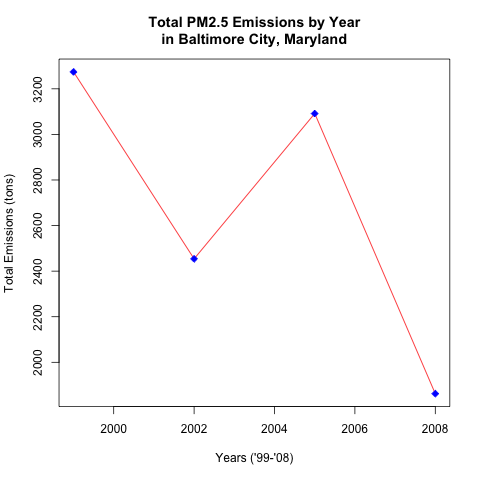 Total PM2.5 Emissions by Year
in Baltimore City, Maryland
Total Emissions (tons)
3200
3000
2800
2600
2400
2200
2000
2000 2002 2004 2006 2008
Years ('99-'08)